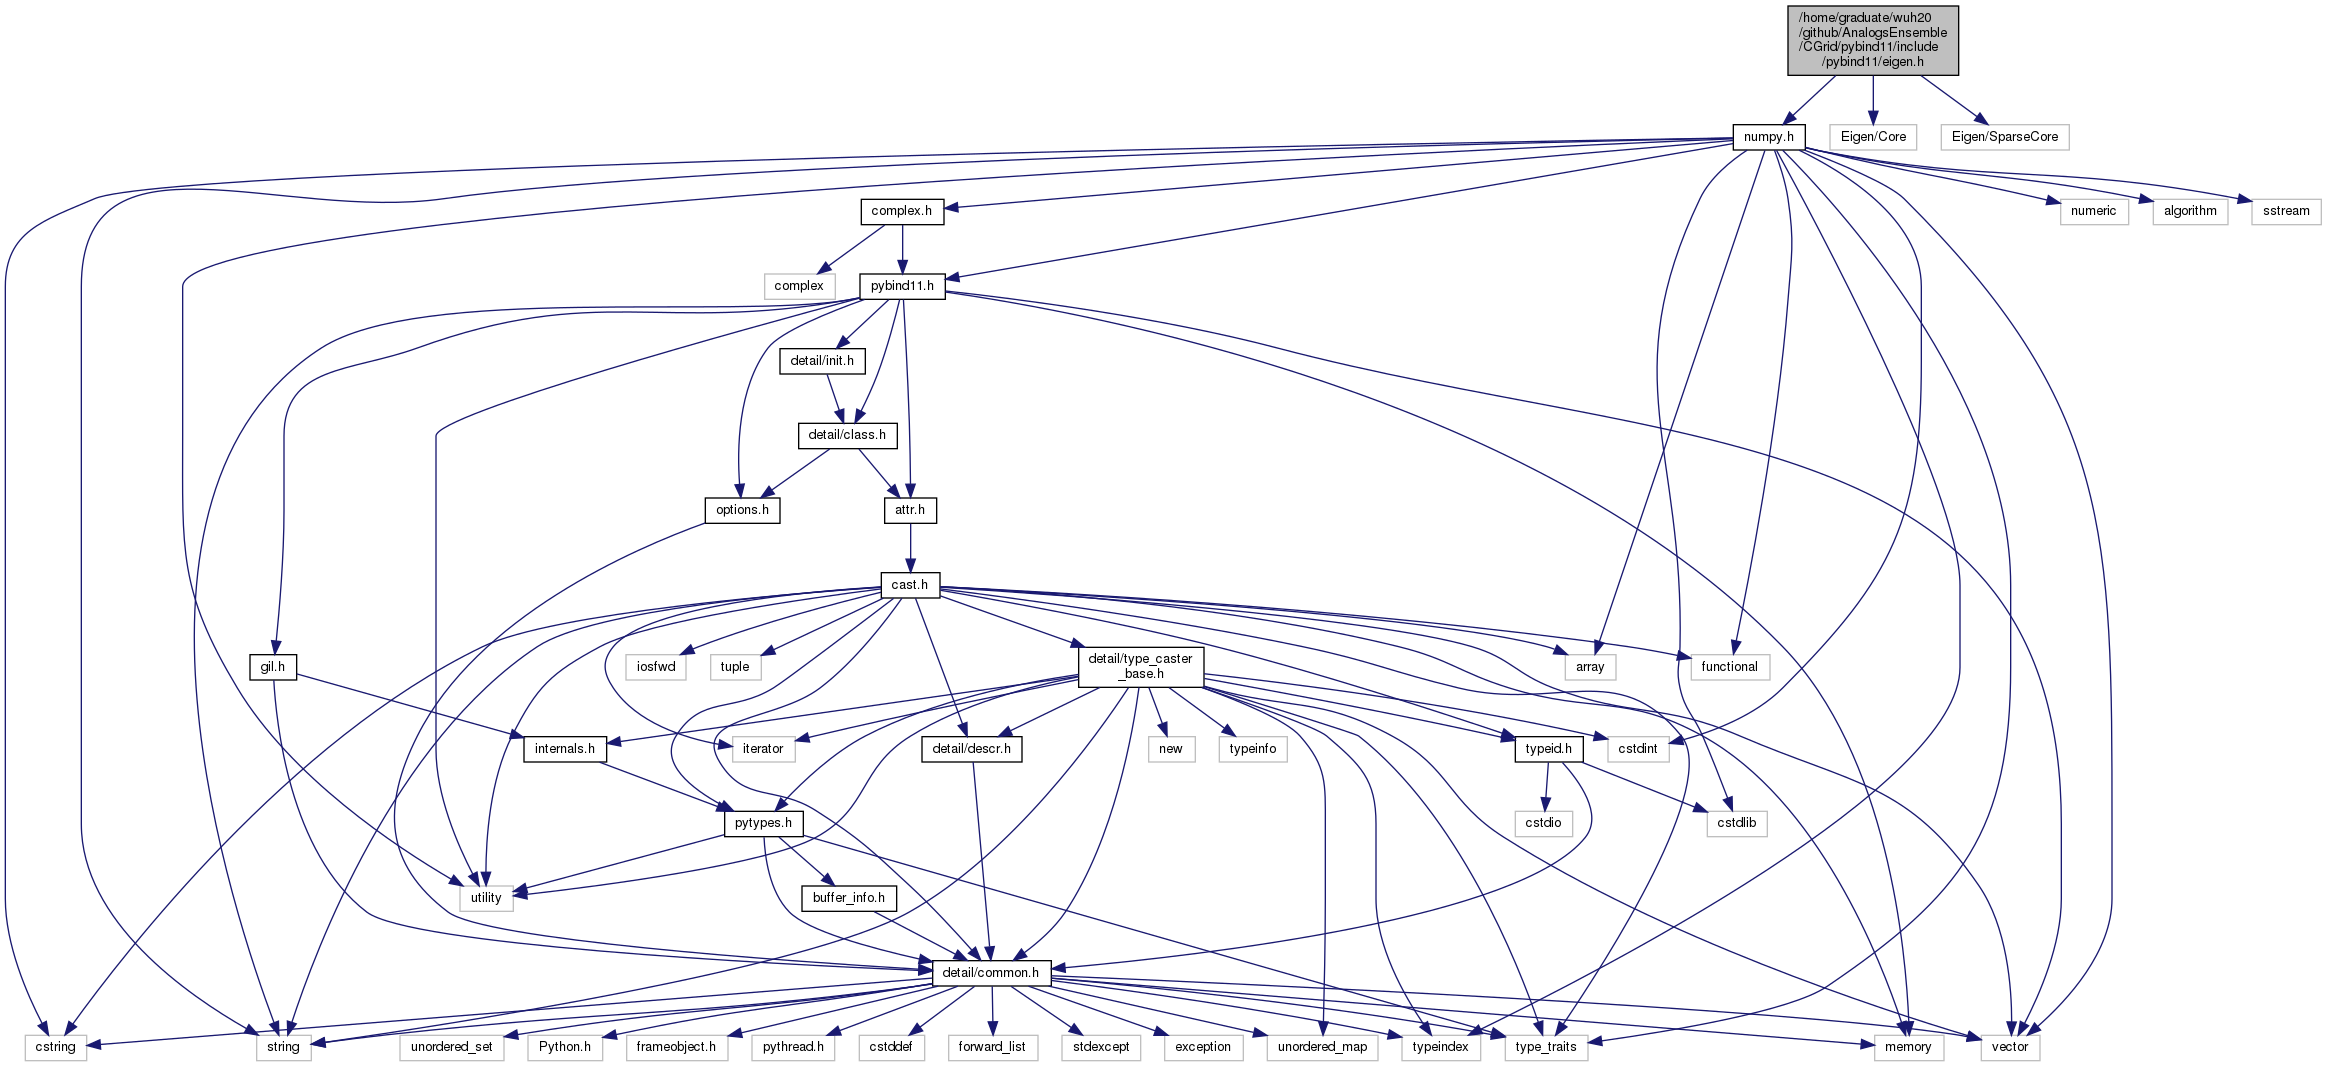 /home/graduate/wuh20
/github/AnalogsEnsemble
/CGrid/pybind11/include
/pybind11/eigen.h
numpy.h
Eigen/Core
Eigen/SparseCore
complex.h
numeric
algorithm
sstream
complex
pybind11.h
detail/init.h
detail/class.h
options.h
attr.h
cast.h
gil.h
iosfwd
tuple
detail/type_caster
_base.h
array
functional
internals.h
iterator
detail/descr.h
new
typeinfo
typeid.h
cstdint
pytypes.h
cstdio
cstdlib
utility
buffer_info.h
detail/common.h
cstring
string
unordered_set
Python.h
frameobject.h
pythread.h
cstddef
forward_list
stdexcept
exception
unordered_map
typeindex
type_traits
memory
vector